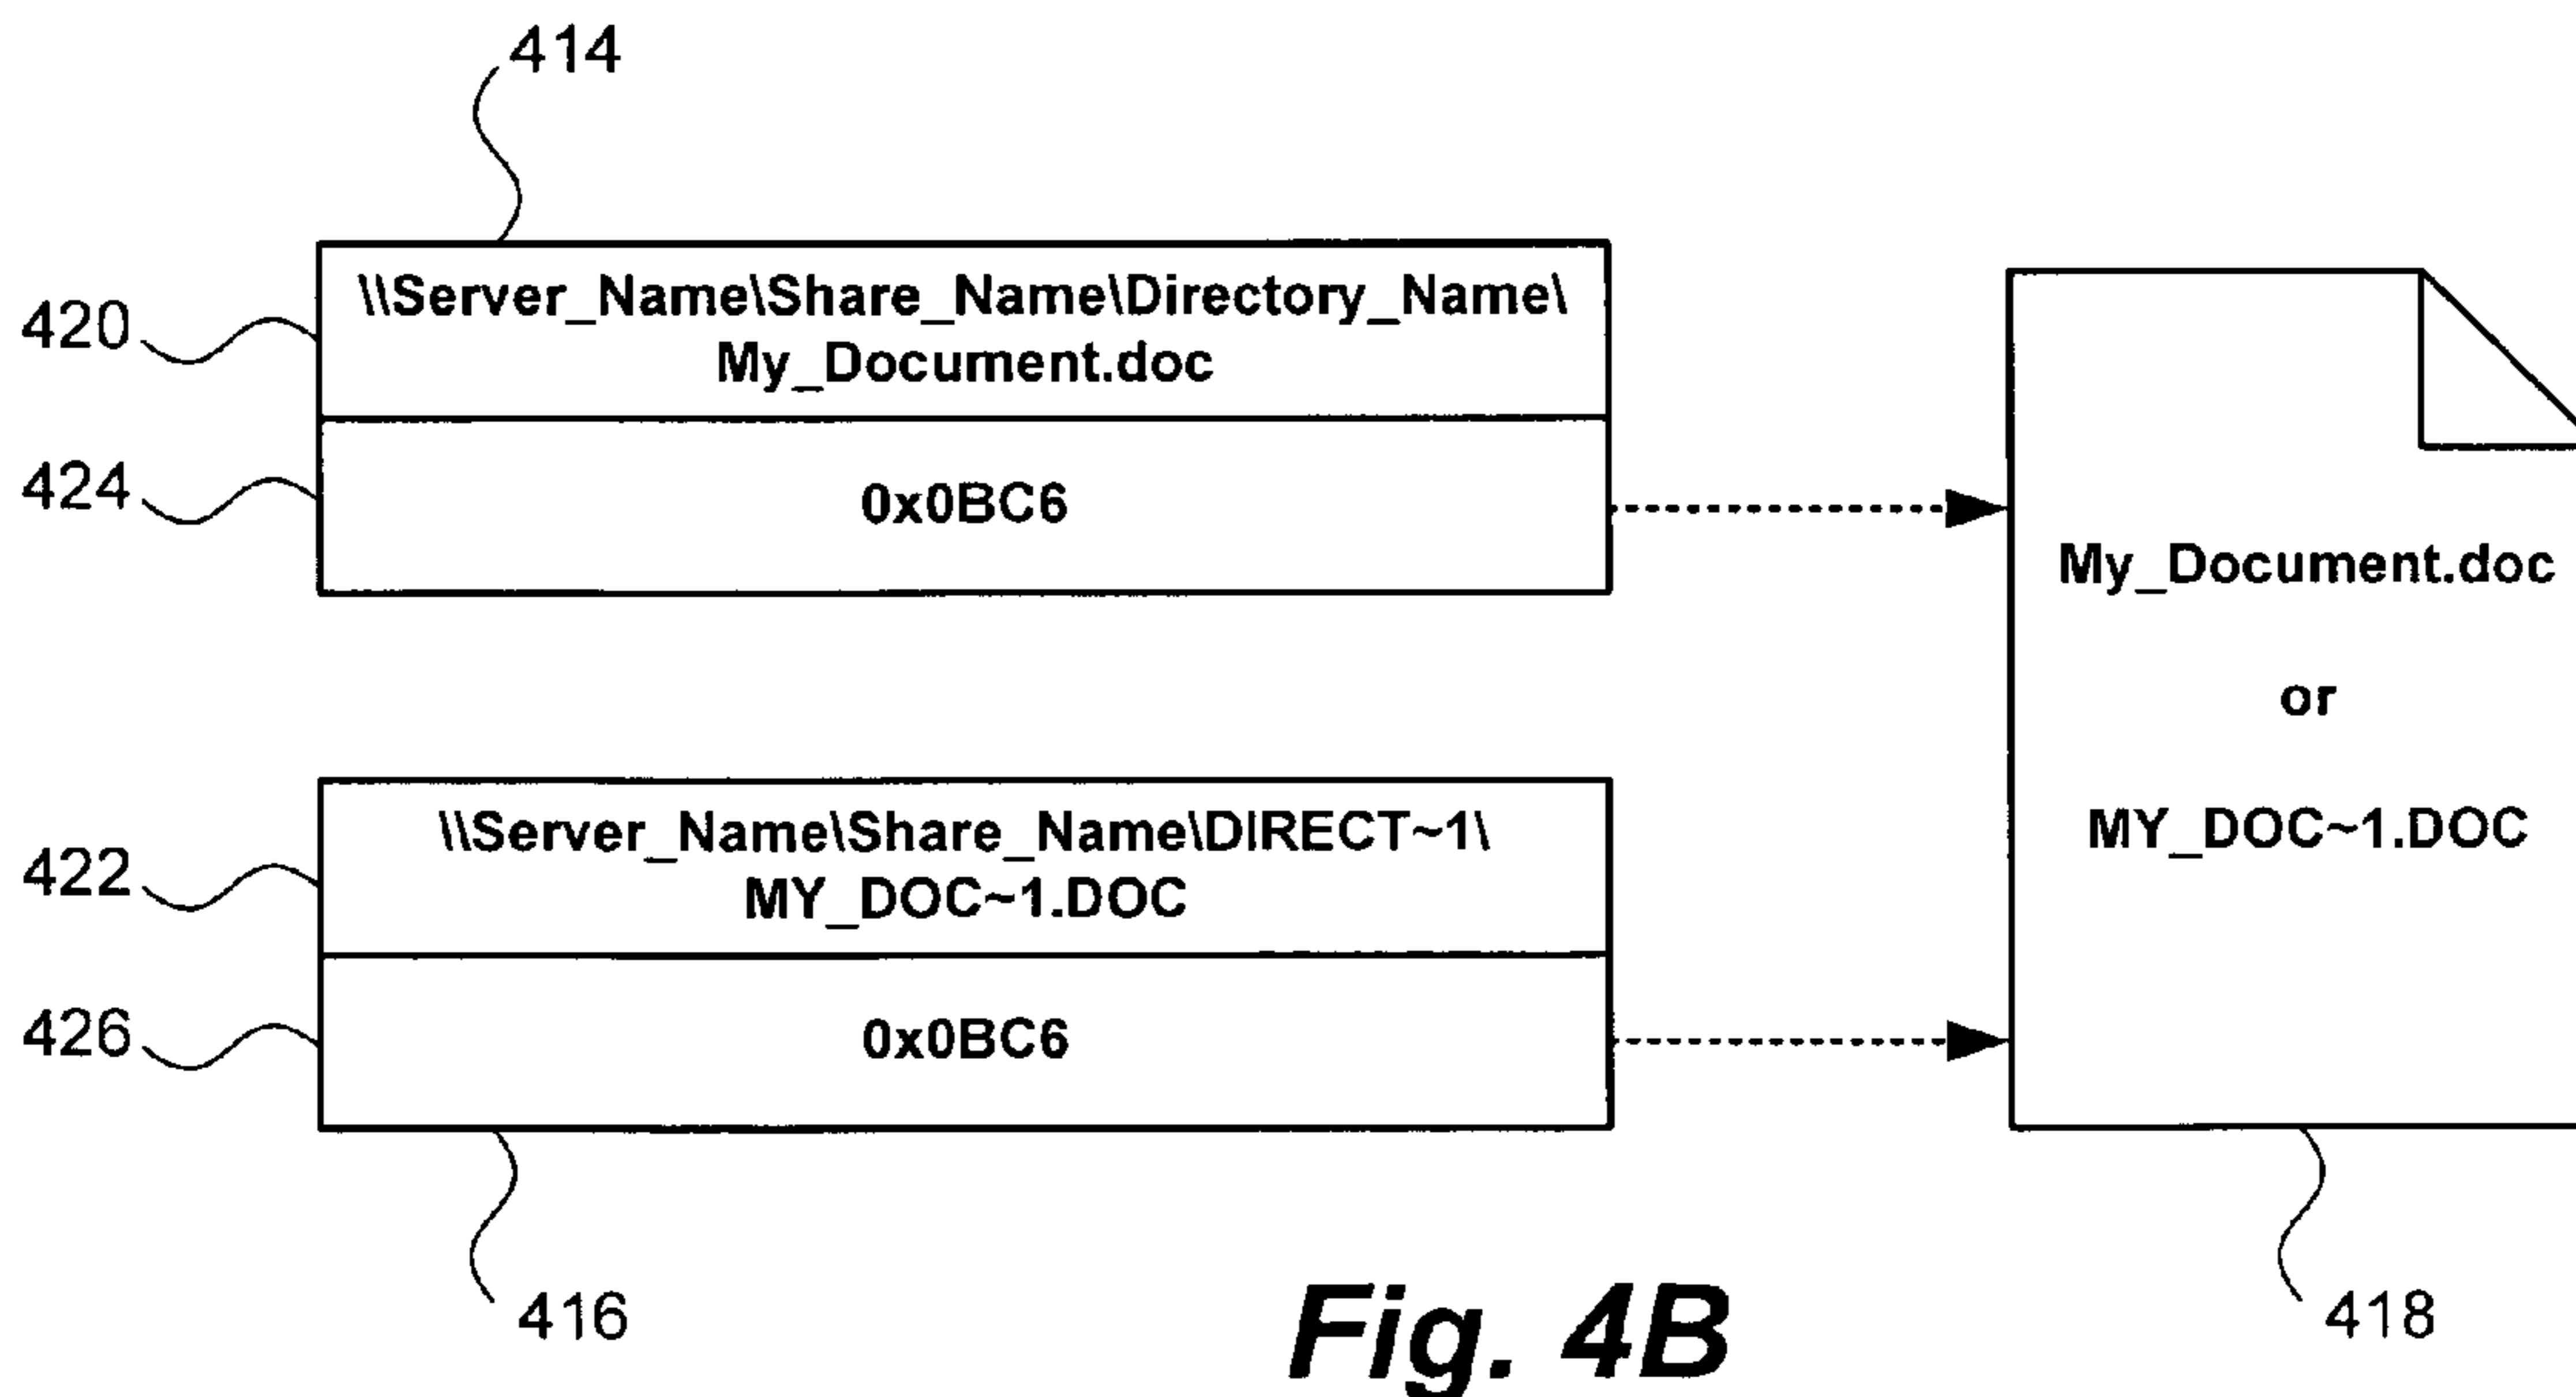 414
420
\\Server_Name\Share_Name\Directory_Name\
My_Document.doc
424
0x0BC6
My_Document.doc
or
MY_DOC~1.DOC
422
\\Server_Name\Share_Name\DIRECT~1\
MY_DOC~1.DOC
426
0x0BC6
416
418
Fig. 4B